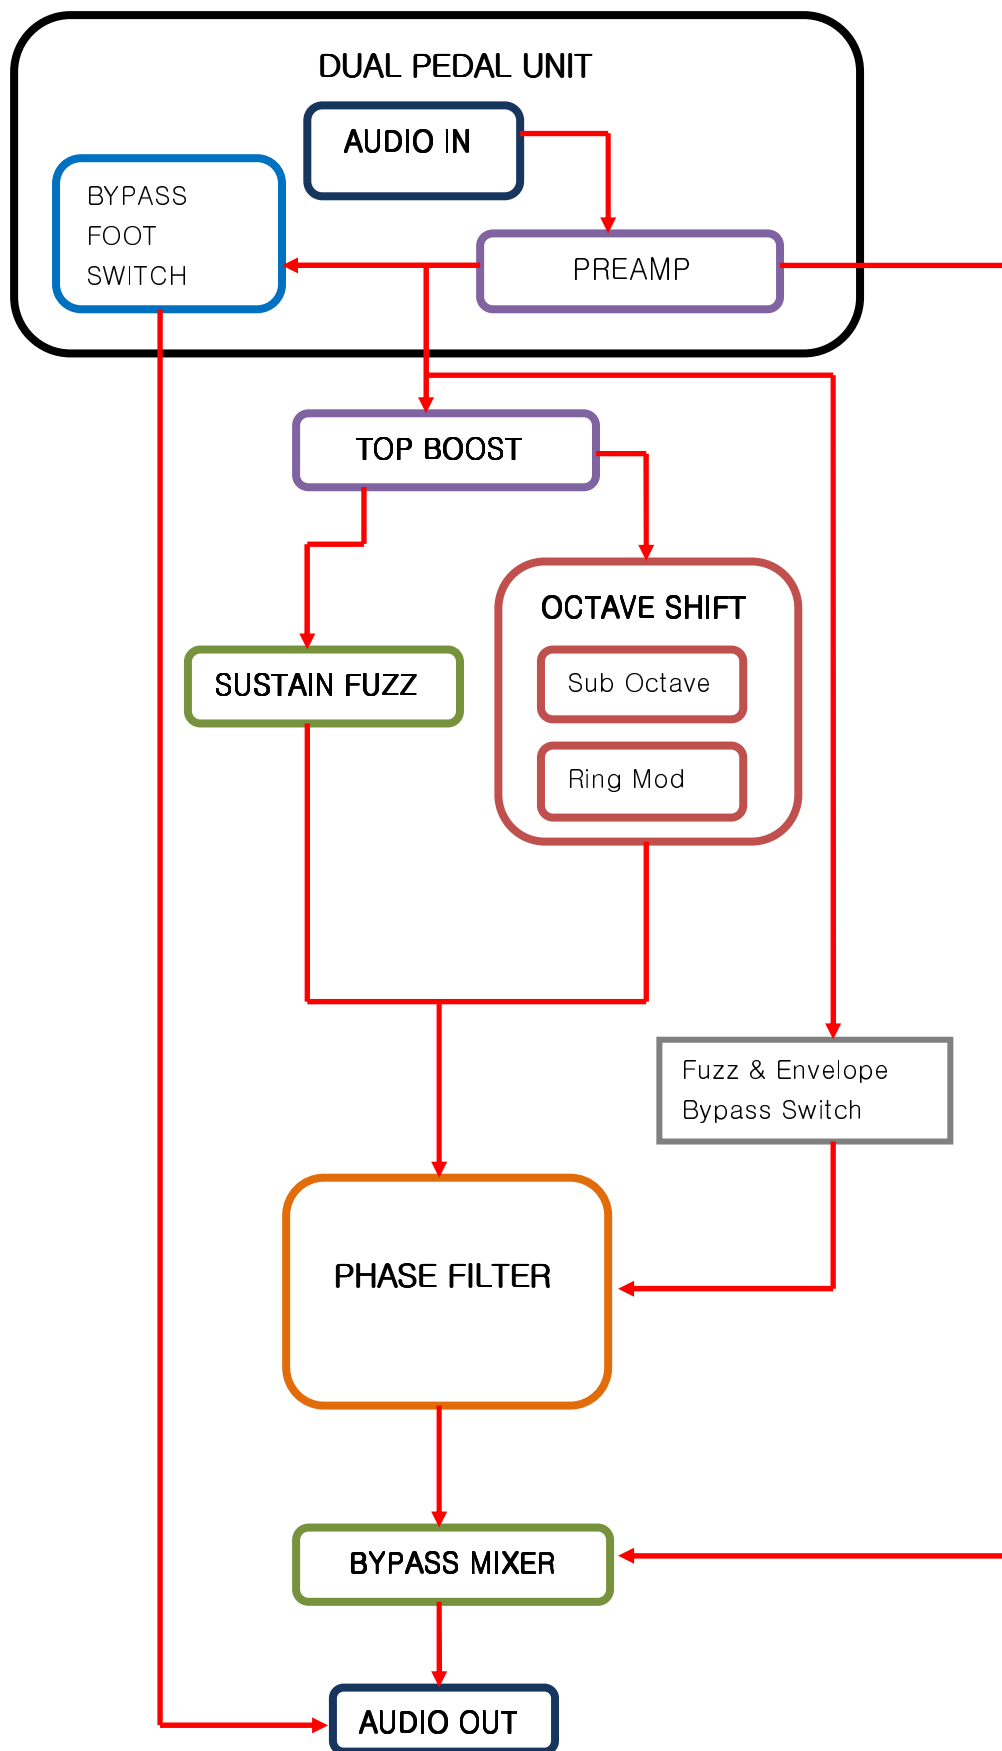 DUAL PEDAL UNIT
AUDIO IN
BYPASS
FOOT
SWITCH
PREAMP
TOP BOOST
OCTAVE SHIFT
SUSTAIN FUZZ
Sub Octave
Ring Mod
Fuzz & Envelope
Bypass Switch
PHASE FILTER
BYPASS MIXER
AUDIO OUT